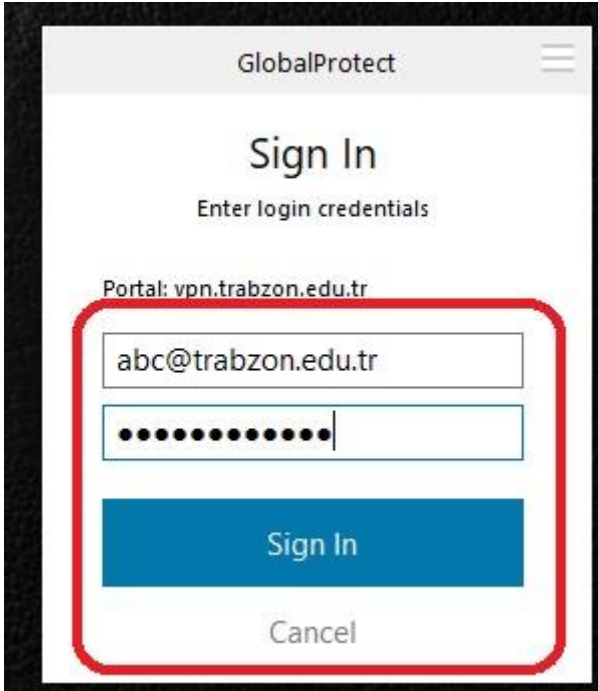 GlobalProtect
Sign In
Enter login credentials
Portal: vpn.trabzon.edu.tr
abc@trabzon.edu.tr
●●●●●●●●●●●●
Sign In
Cancel